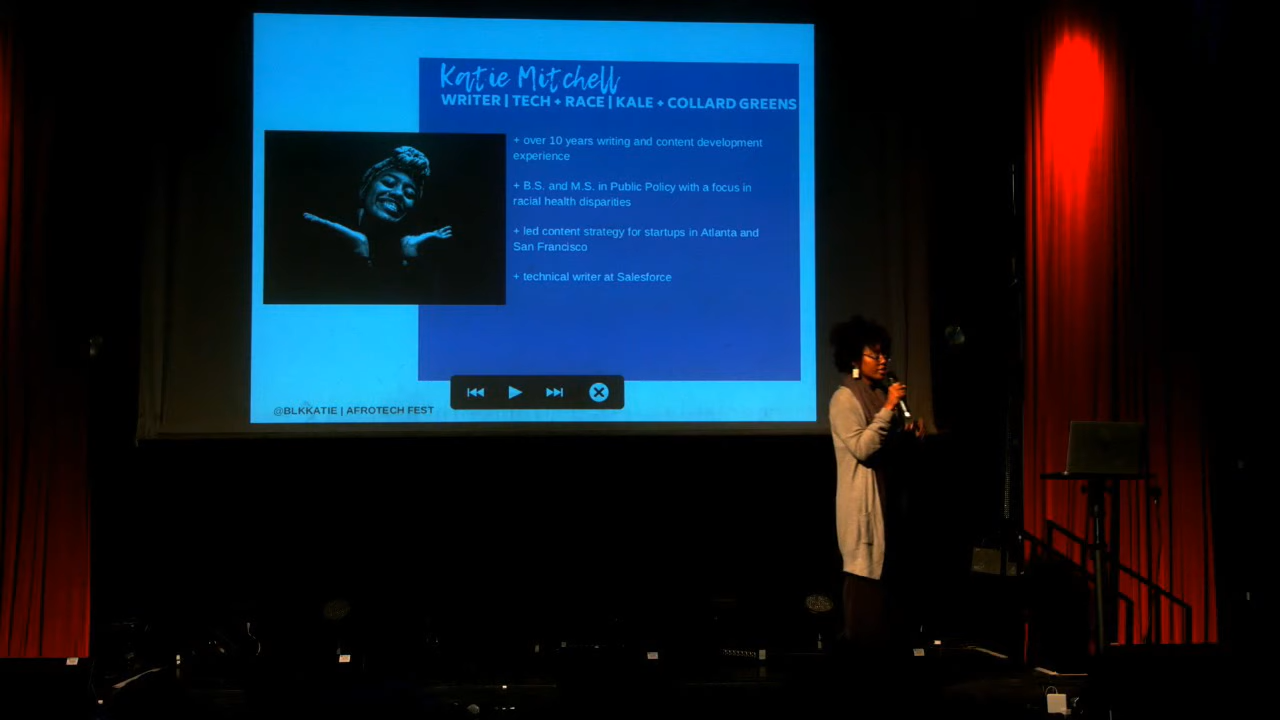 Katie Mitchell
WRITER | TECH + RACE | KALE + COLLARD GREENS
+ over 10 years writing and content development
experience
+ B.S. and M.S. in Public Policy with a focus in
racial health disparities
+ led content strategy for startups in Atlanta and
San Francisco
+ technical writer at Salesforce
@BLKKATIE | AFROTECH FEST